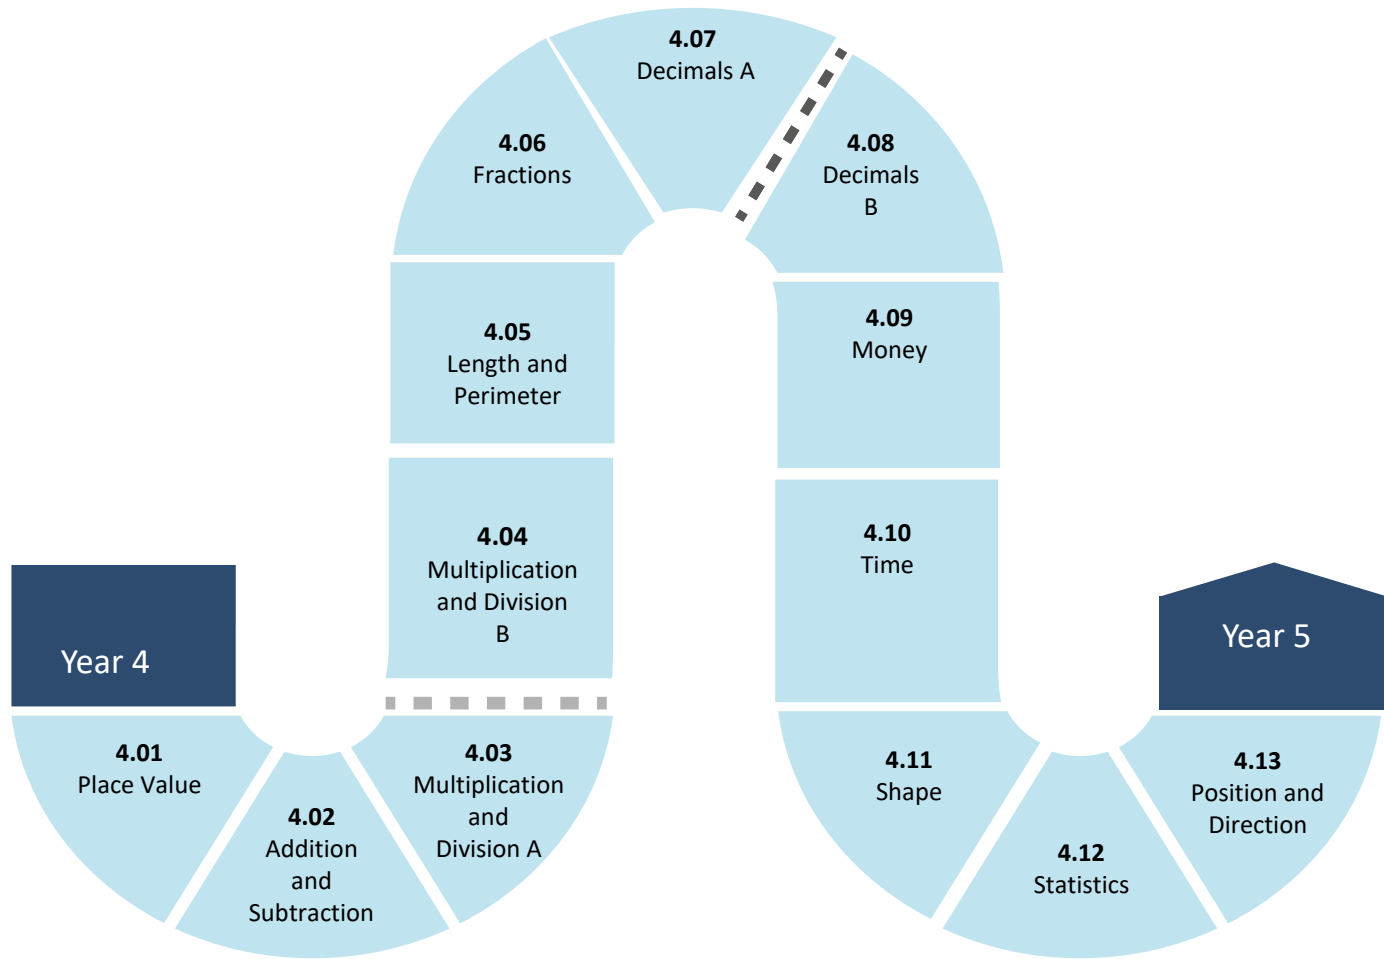 Year 4
4.01
Place Value
4.02
Addition
and
Subtraction
4.03
Multiplication
and
Division A
4.04
Multiplication
and Division
B
4.05
Length and
Perimeter
4.06
Fractions
4.07
Decimals A
4.08
Decimals
B
4.09
Money
4.10
Time
4.11
Shape
4.12
Statistics
4.13
Position and
Direction
Year 5